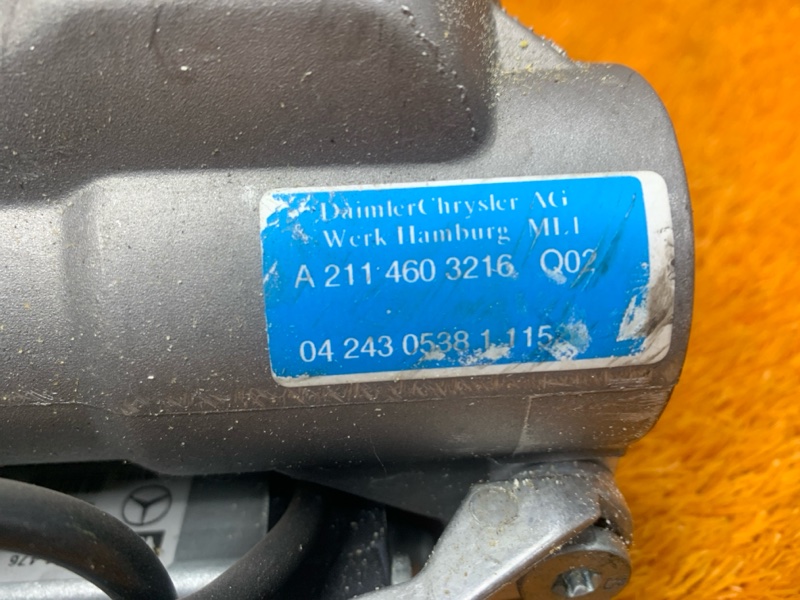 DaimlerChrysler AG
Werk Hamburg ML1
A 211 460 3216 Q02
04 243 0538 1 115